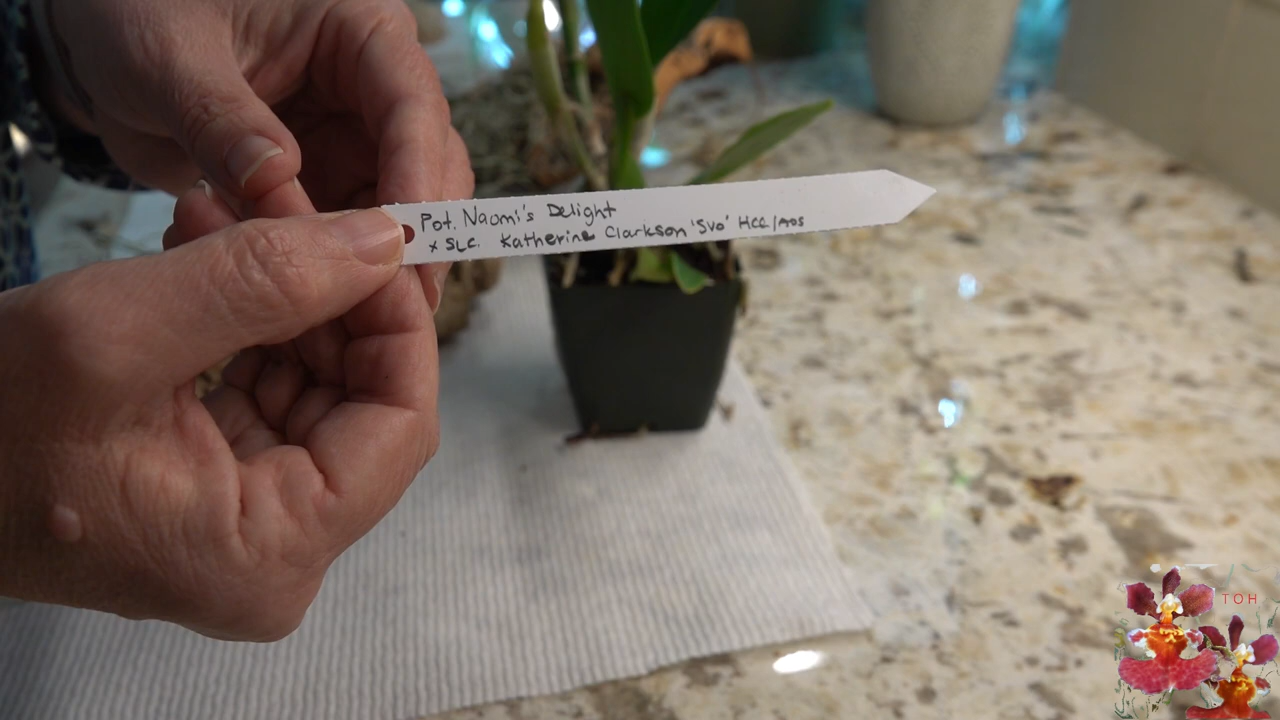 Pot. Naomi's Delight
x SLC. Katherine Clarkson 'SVO' HCC/AOS
TOH